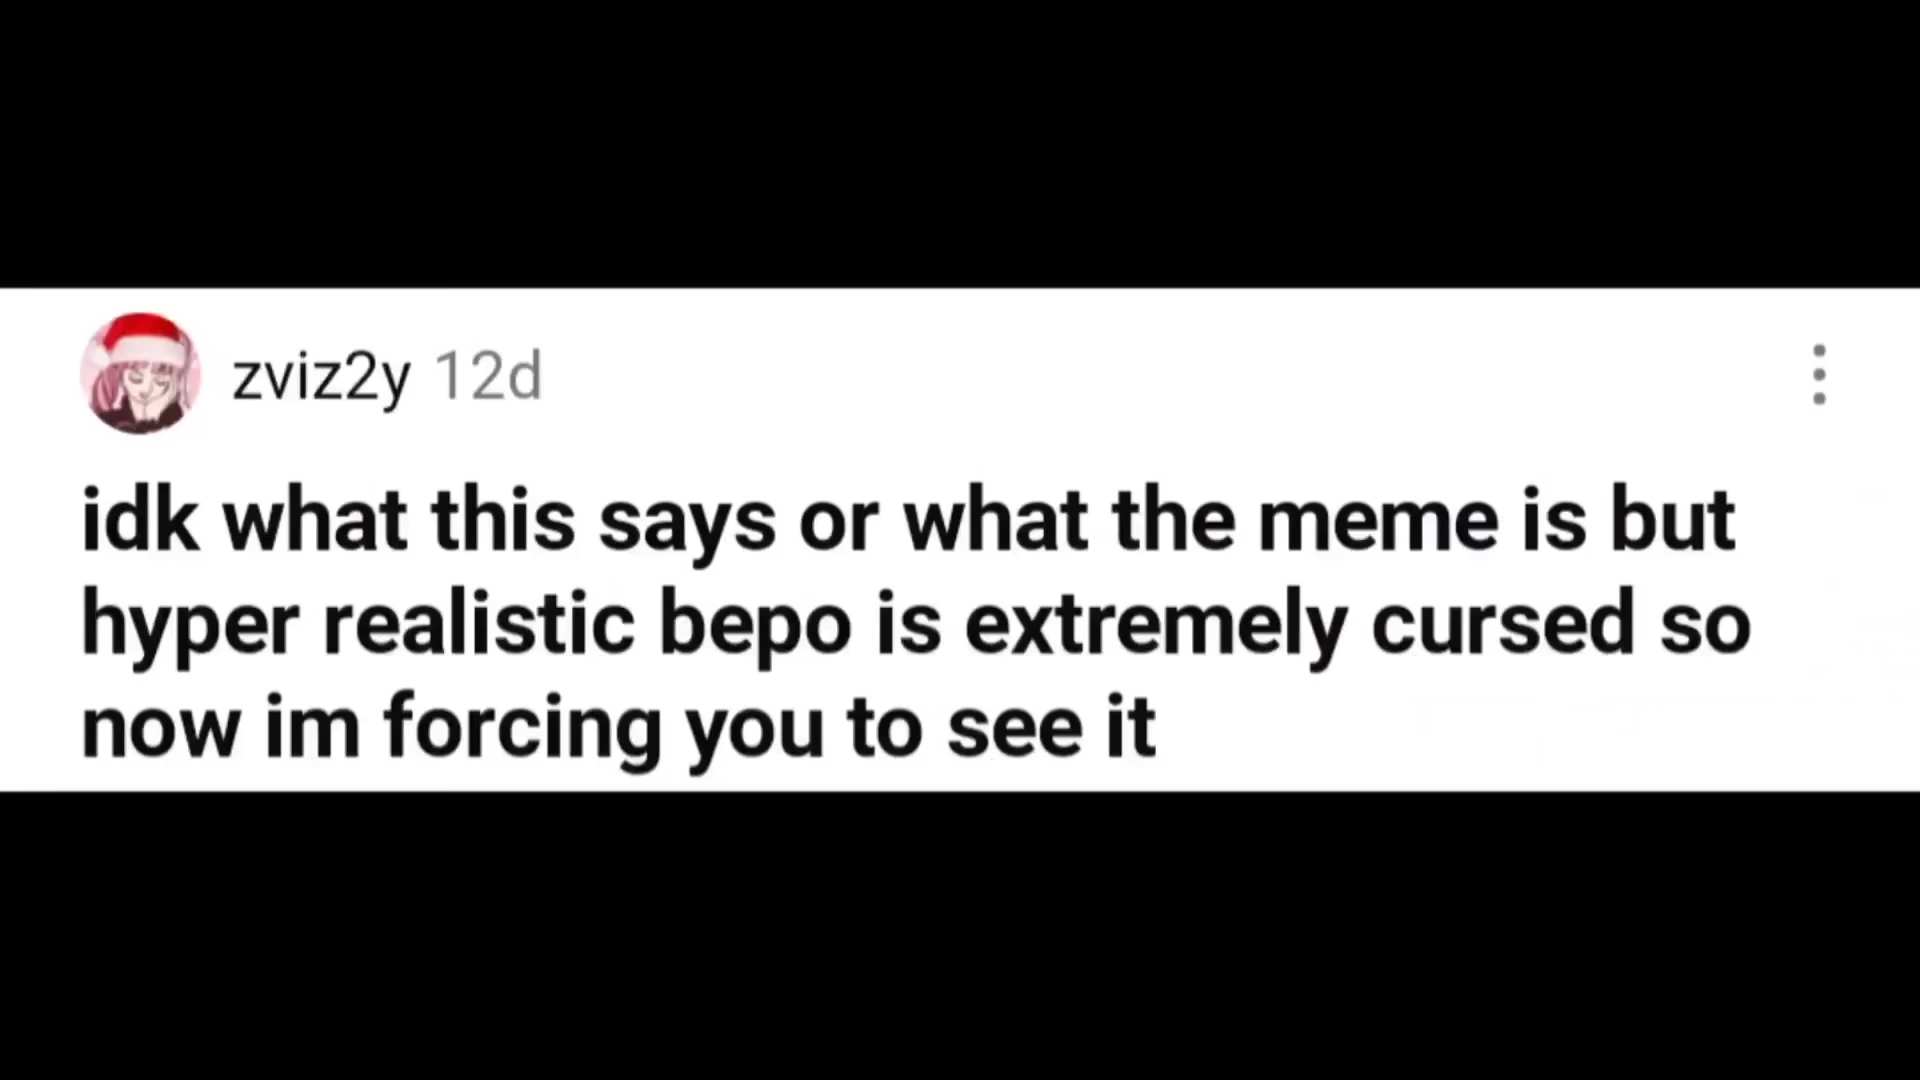 zviz2y 12d
idk what this says or what the meme is but
hyper realistic bepo is extremely cursed so
now im forcing you to see it